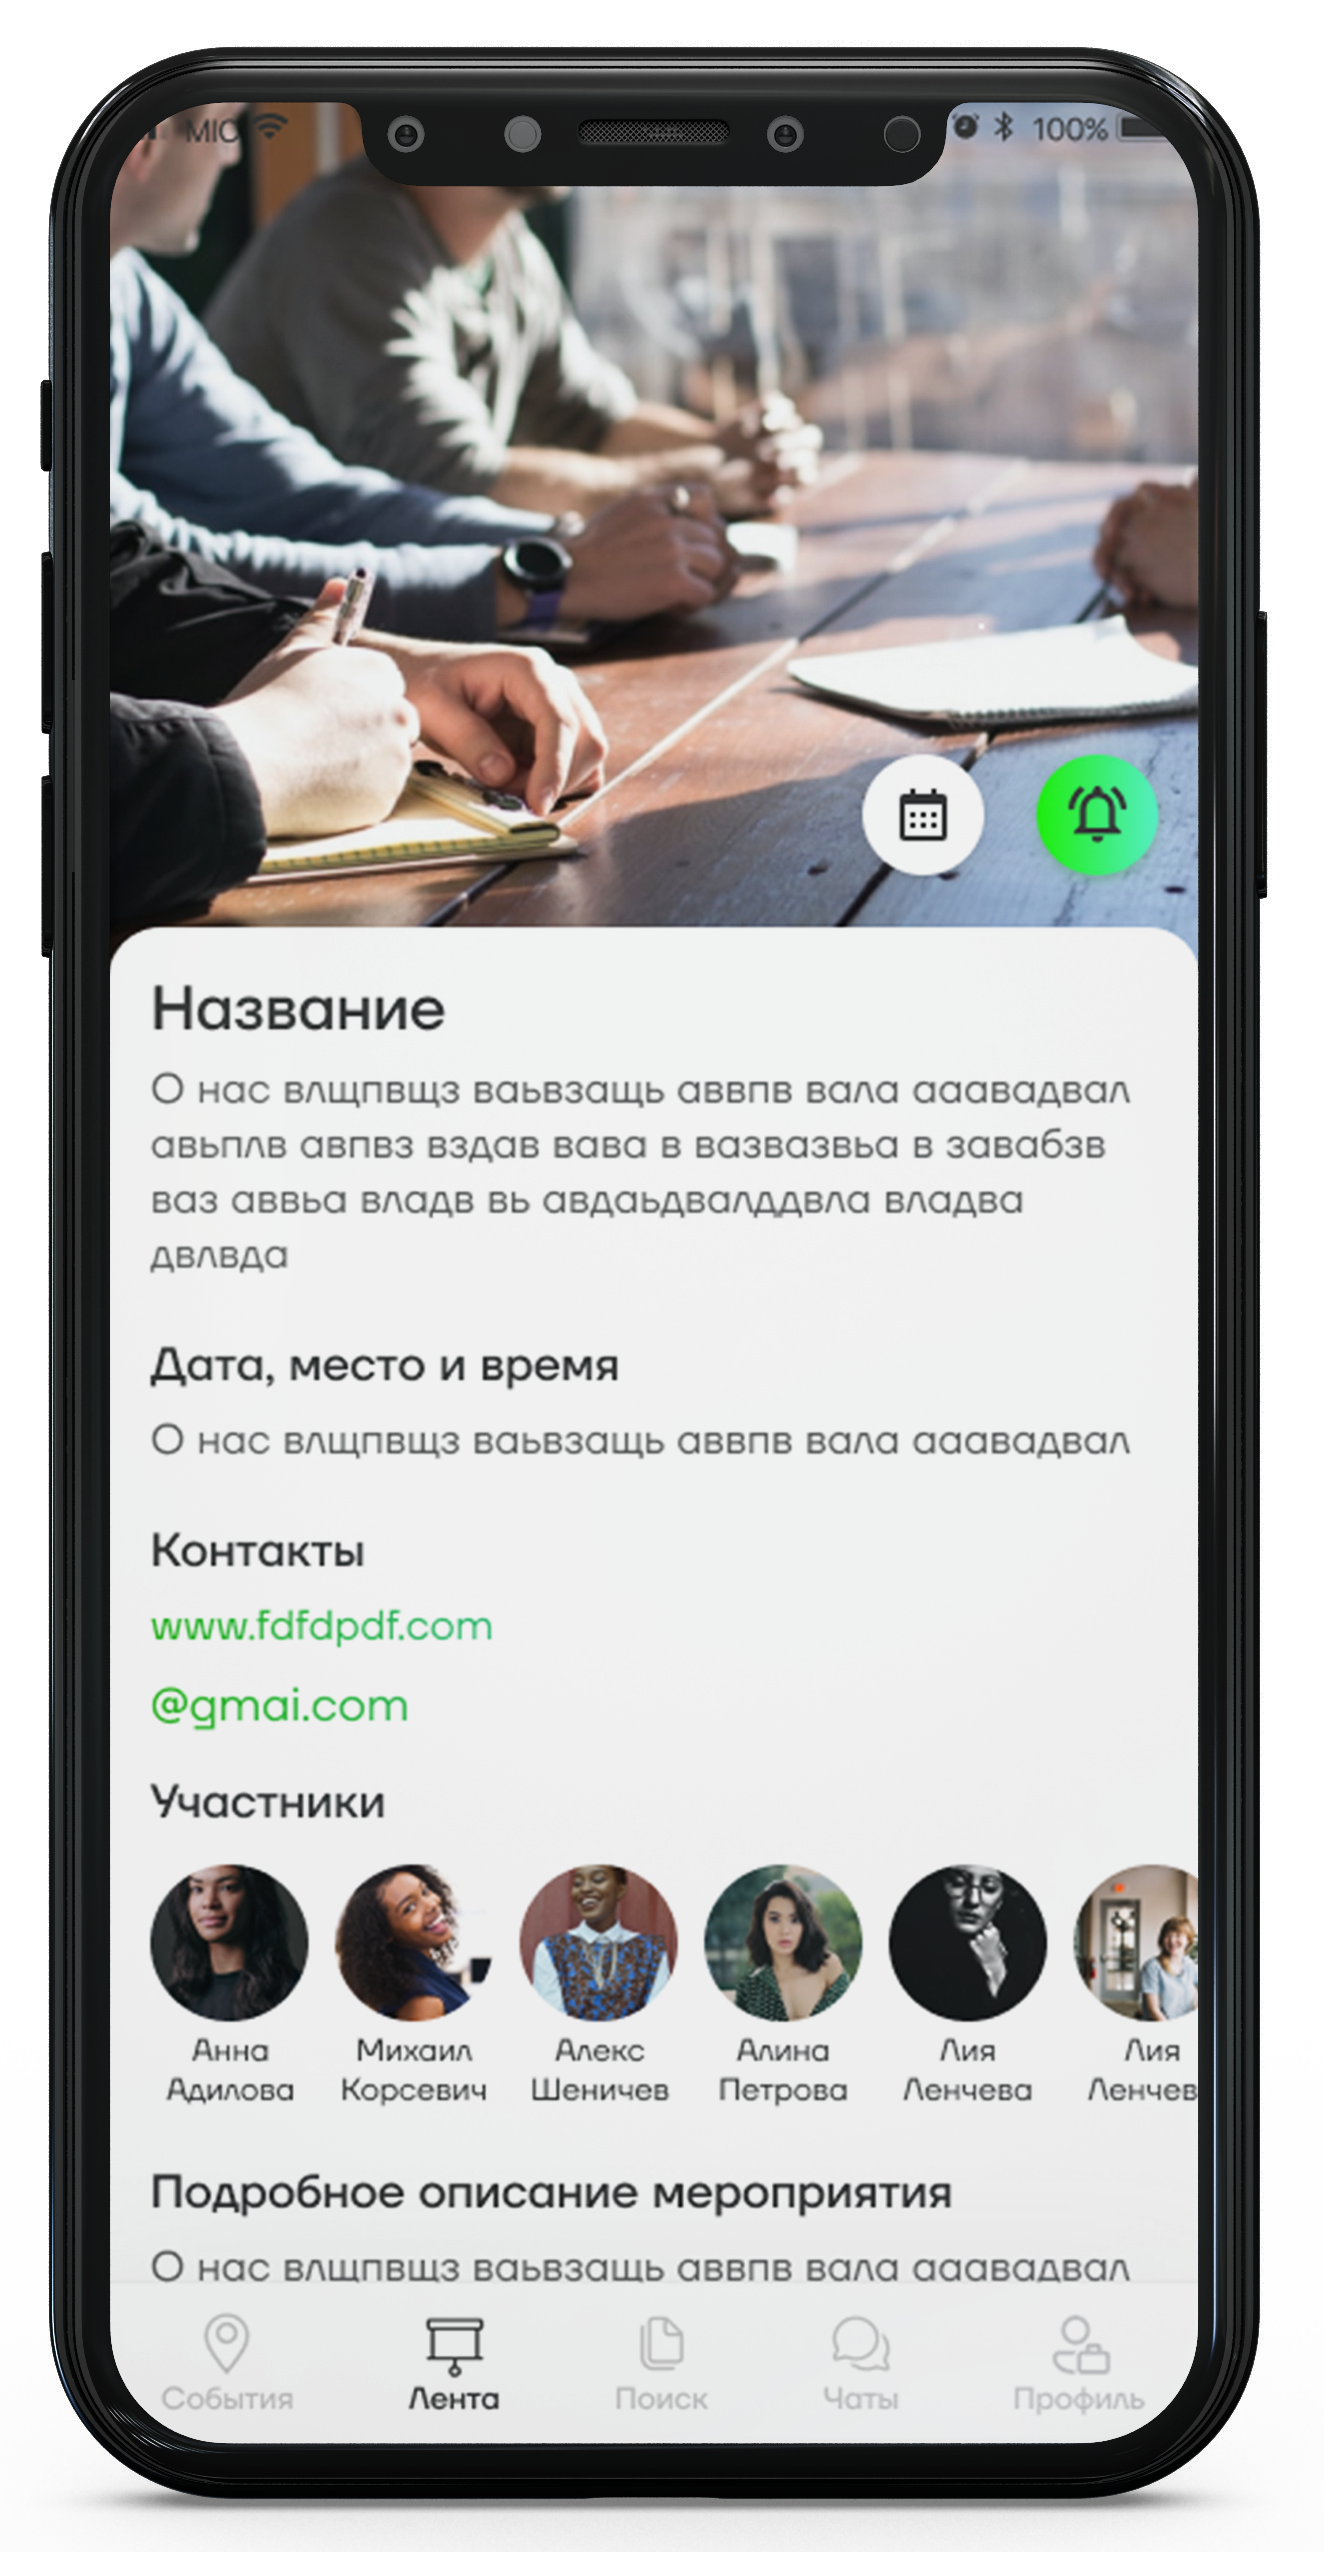 100%
Название
О нас влщпвщз ваьвзащь аввпв вала ааавадвал
авьплв авпвз вздав вава в вазвазвьа в завабзв
ваз аввьа владв вь авдаьдвалддвла владва
двлвда
Дата, место и время
О нас влщпвщз ваьвзащь аввпв вала ааавадвал
Контакты
www.fdfdpdf.com
@gmai.com
Участники
Анна Михаил Алекс Алина Лия Лия
Адилова Корсевич Шеничев Петрова Ленчева Ленчев
Подробное описание мероприятия
О нас влщпвщз ваьвзащь аввпв вала ааавадвал
События Лента Поиск Чаты Профиль